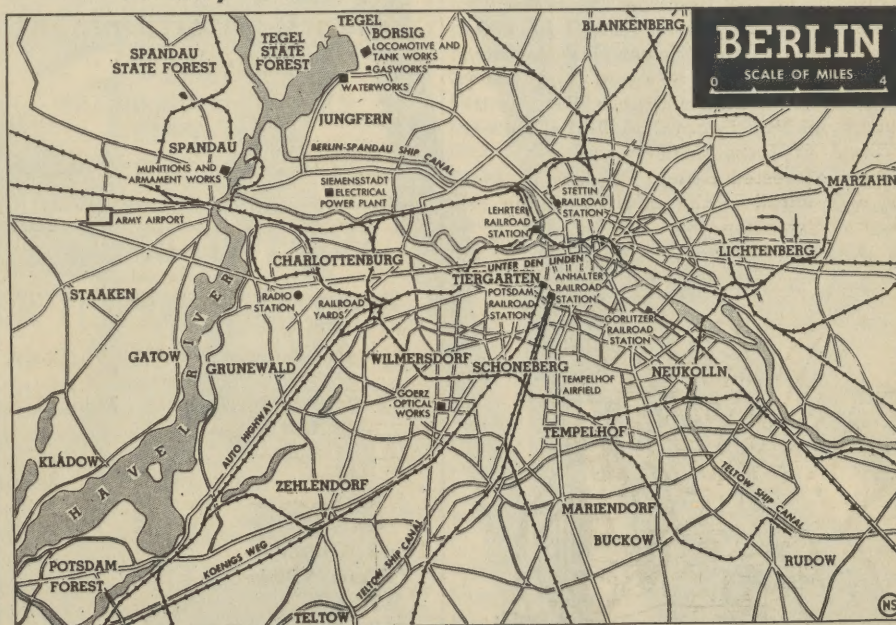 BERLIN
SCALE OF MILES
0 4
TEGEL
BORSIG
LOCOMOTIVE AND
TANK WORKS
GASWORKS
WATERWORKS
TEGEL
STATE
FOREST
SPANDAU
STATE FOREST
BLANKENBERG
JUNGFERN
SPANDAU
MUNITIONS AND
ARMAMENT WORKS
BERLIN-SPANDAU SHIP CANAL
SIEMENSSTADT
ELECTRICAL
POWER PLANT
STETTIN
RAILROAD
STATION
MARZAHN
ARMY AIRPORT
LEHRTER
RAILROAD
STATION
LICHTENBERG
CHARLOTTENBURG
UNTER DEN LINDEN
TIERGARTEN
ANHALTER
RAILROAD
STATION
POTSDAM
RAILROAD
STATION
STAAKEN
RADIO
STATION
RAILROAD
YARDS
GORLITZER
RAILROAD
STATION
HAVEL RIVER
GATOW
GRUNEWALD
WILMERSDORF
SCHONEBERG
NEUKOLLN
GOERZ
OPTICAL
WORKS
TEMPELHOF
AIRFIELD
AUTO HIGHWAY
TEMPELHOF
KLADOW
ZEHLENDORF
TELTOW SHIP CANAL
MARIENDORF
BUCKOW
RUDOW
POTSDAM
FOREST
KOENIGS WEG
TELTOW SHIP CANAL
TELTOW
NS